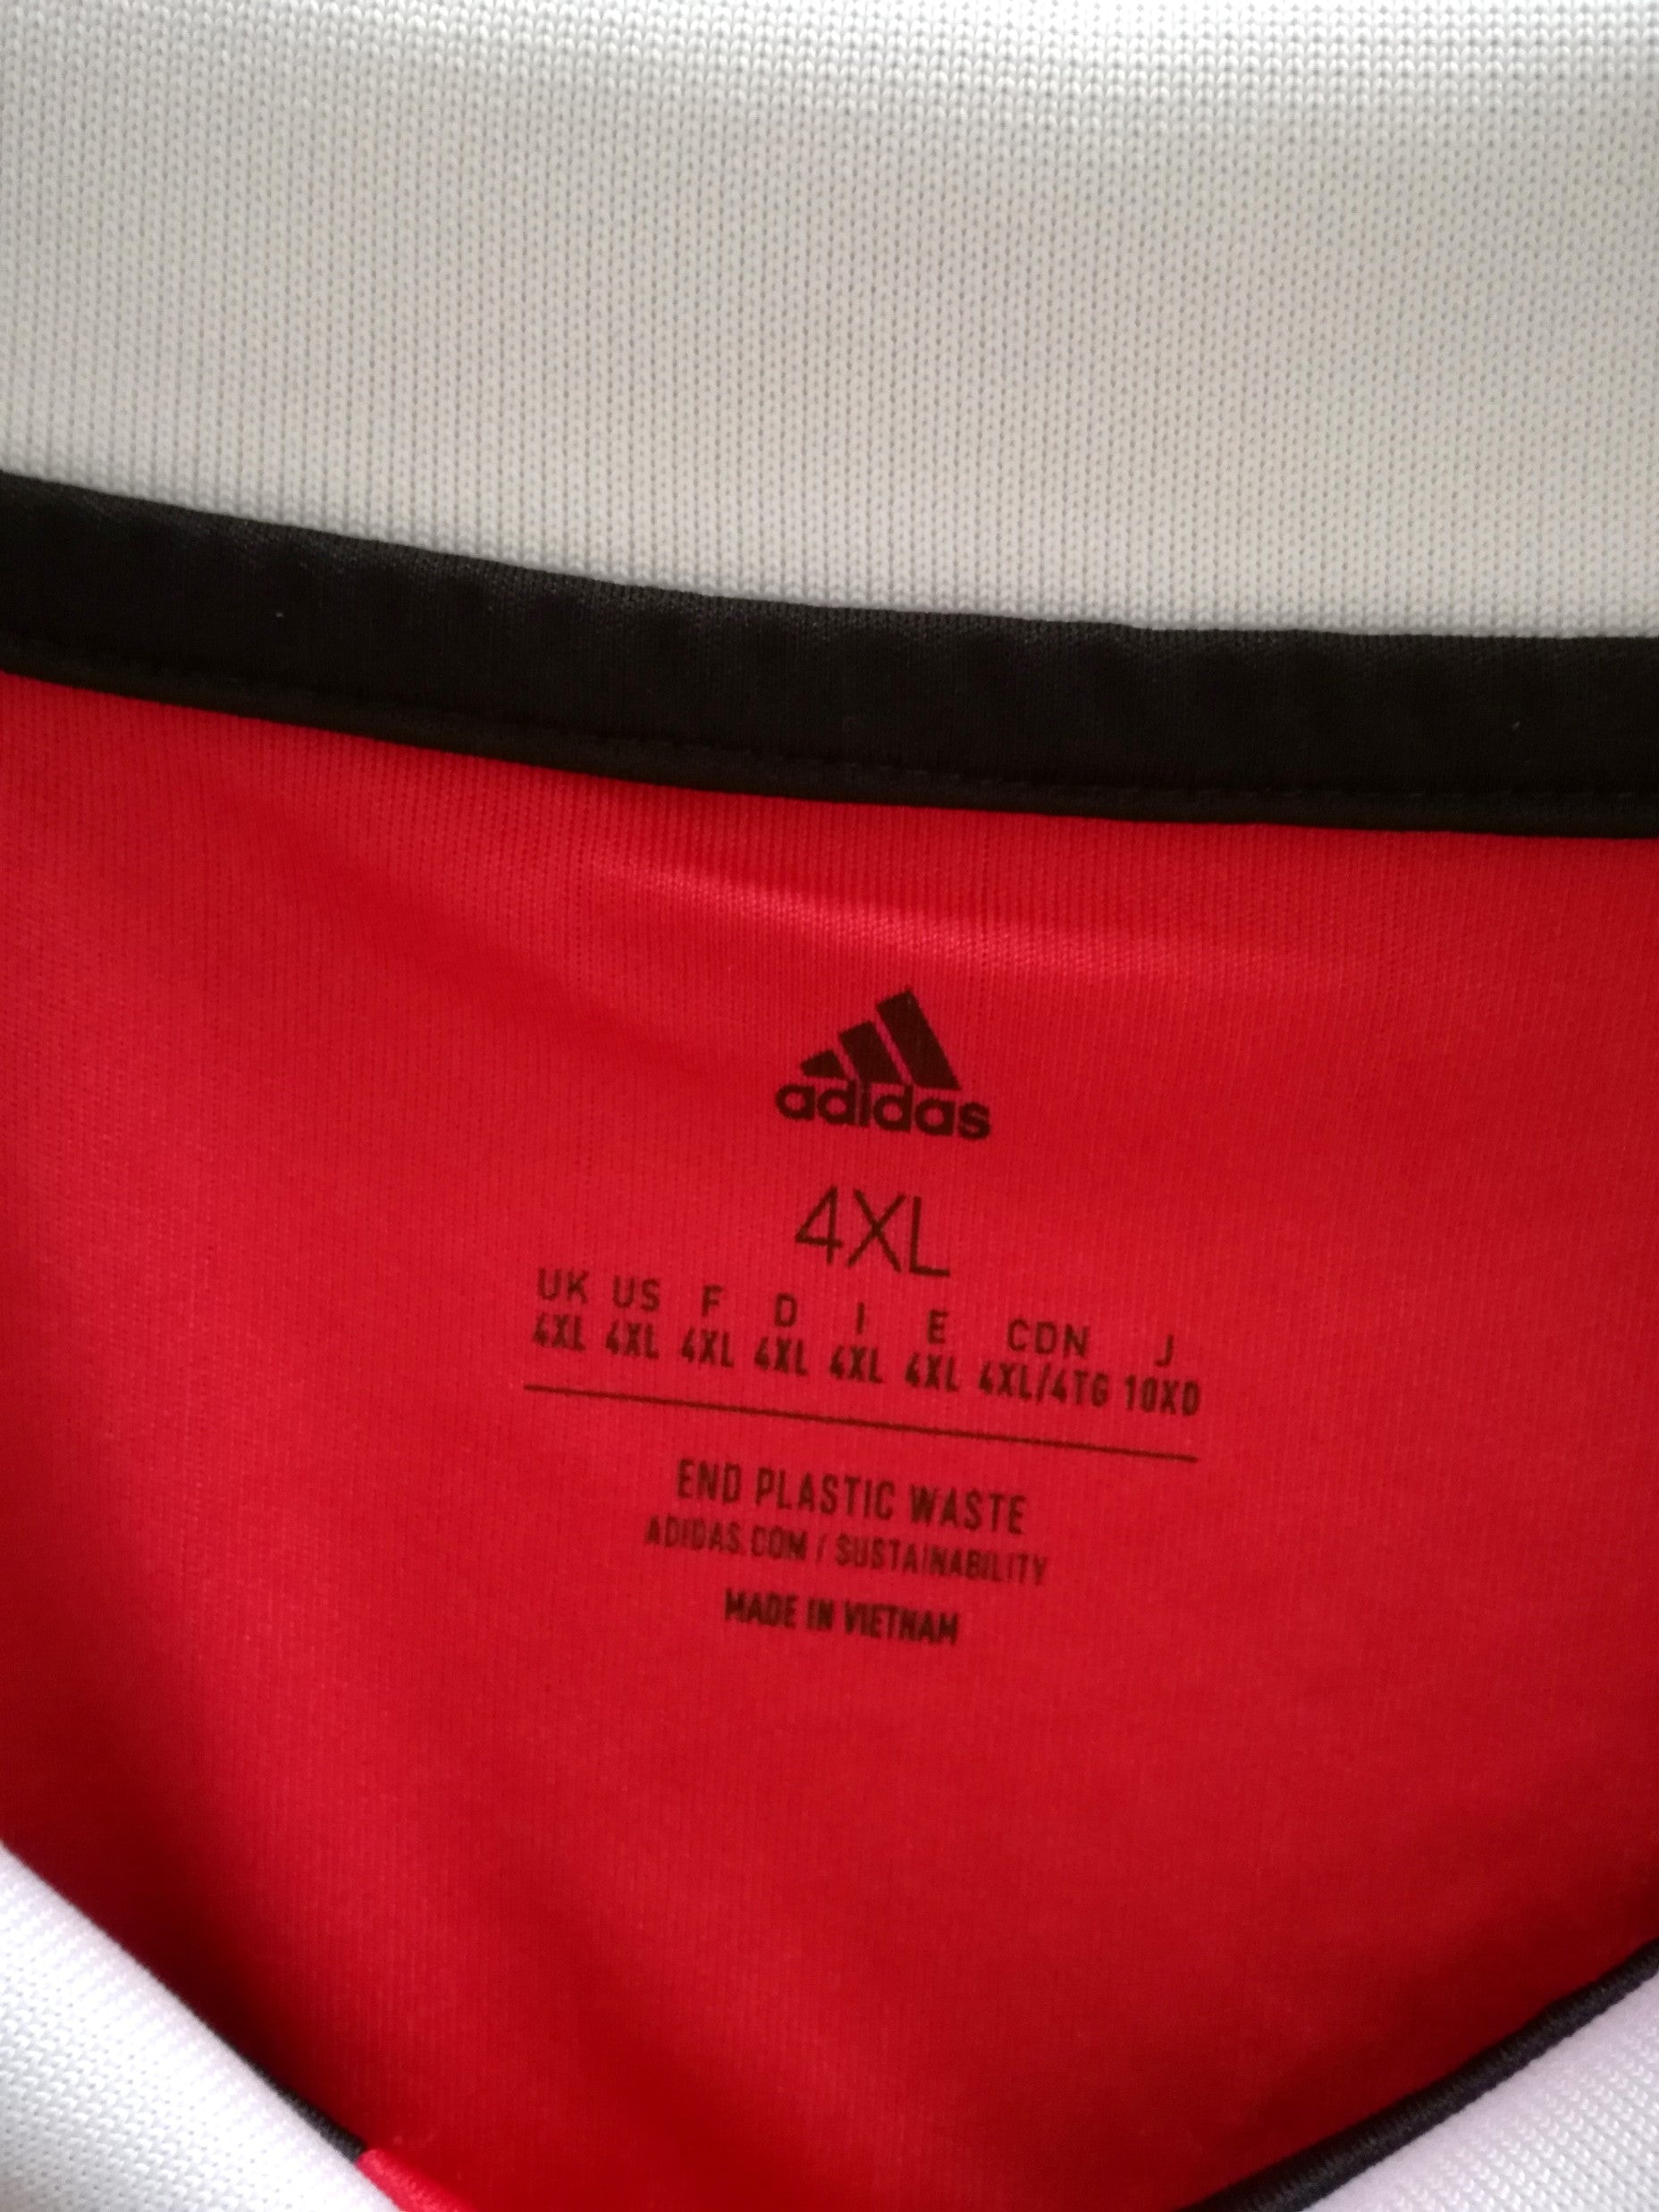 adidas
4XL
UK US F D I E CDN J
4XL 4XL 4XL 4XL 4XL 4XL 4XL/4TG 10XO
END PLASTIC WASTE
ADIDAS.COM / SUSTAINABILITY
MADE IN VIETNAM